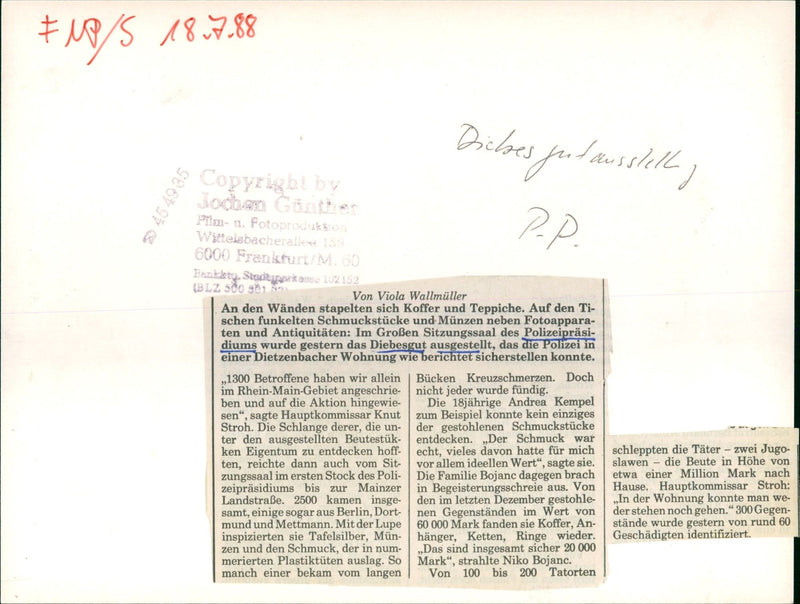 FNP/S 18.7.88
Diebesgutausstellg
P.P.
☎ 454985
Copyright by
Jochen Günther
Film- u. Fotoproduktion
Wittelsbacherallee
6000 Frankfurt/M. 60
Bankkto. Stadtsparkasse 102152
(BLZ 500 501
Von Viola Wallmüller
An den Wänden stapelten sich Koffer und Teppiche. Auf den Ti-
schen funkelten Schmuckstücke und Münzen neben Fotoappara-
ten und Antiquitäten: Im Großen Sitzungssaal des Polizeipräsi-
diums wurde gestern das Diebesgut ausgestellt, das die Polizei in
einer Dietzenbacher Wohnung wie berichtet sicherstellen konnte.
„1300 Betroffene haben wir allein
im Rhein-Main-Gebiet angeschrie-
ben und auf die Aktion hingewie-
sen“, sagte Hauptkommissar Knut
Stroh. Die Schlange derer, die un-
ter den ausgestellten Beutestük-
ken Eigentum zu entdecken hoff-
ten, reichte dann auch vom Sit-
zungssaal im ersten Stock des Poli-
zeipräsidiums bis zur Mainzer
Landstraße. 2500 kamen insge-
samt, einige sogar aus Berlin, Dort-
mund und Mettmann. Mit der Lupe
inspizierten sie Tafelsilber, Mün-
zen und den Schmuck, der in num-
merierten Plastiktüten auslag. So
manch einer bekam vom langen
Bücken Kreuzschmerzen. Doch
nicht jeder wurde fündig.
Die 18jährige Andrea Kempel
zum Beispiel konnte kein einziges
der gestohlenen Schmuckstücke
entdecken. „Der Schmuck war
echt, vieles davon hatte für mich
vor allem ideellen Wert“, sagte sie.
Die Familie Bojanc dagegen brach
in Begeisterungsschreie aus. Von
den im letzten Dezember gestohle-
nen Gegenständen im Wert von
60 000 Mark fanden sie Koffer, An-
hänger, Ketten, Ringe wieder.
„Das sind insgesamt sicher 20 000
Mark“, strahlte Niko Bojanc.
Von 100 bis 200 Tatorten
schleppten die Täter – zwei Jugo-
slawen – die Beute in Höhe von
etwa einer Million Mark nach
Hause. Hauptkommissar Stroh:
„In der Wohnung konnte man we-
der stehen noch gehen.“ 300 Gegen-
stände wurde gestern von rund 60
Geschädigten identifiziert.